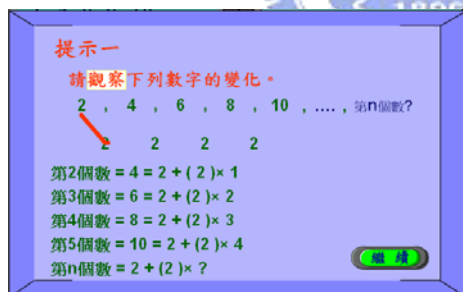 提示一
請觀察下列數字的變化。
2 , 4 , 6 , 8 , 10 , .... , 第n個數?
2 2 2 2
第2個數 = 4 = 2 + ( 2 )× 1
第3個數 = 6 = 2 + (2 )× 2
第4個數 = 8 = 2 + (2 )× 3
第5個數 = 10 = 2 + (2 )× 4
第n個數 = 2 + (2 )× ?
繼 續